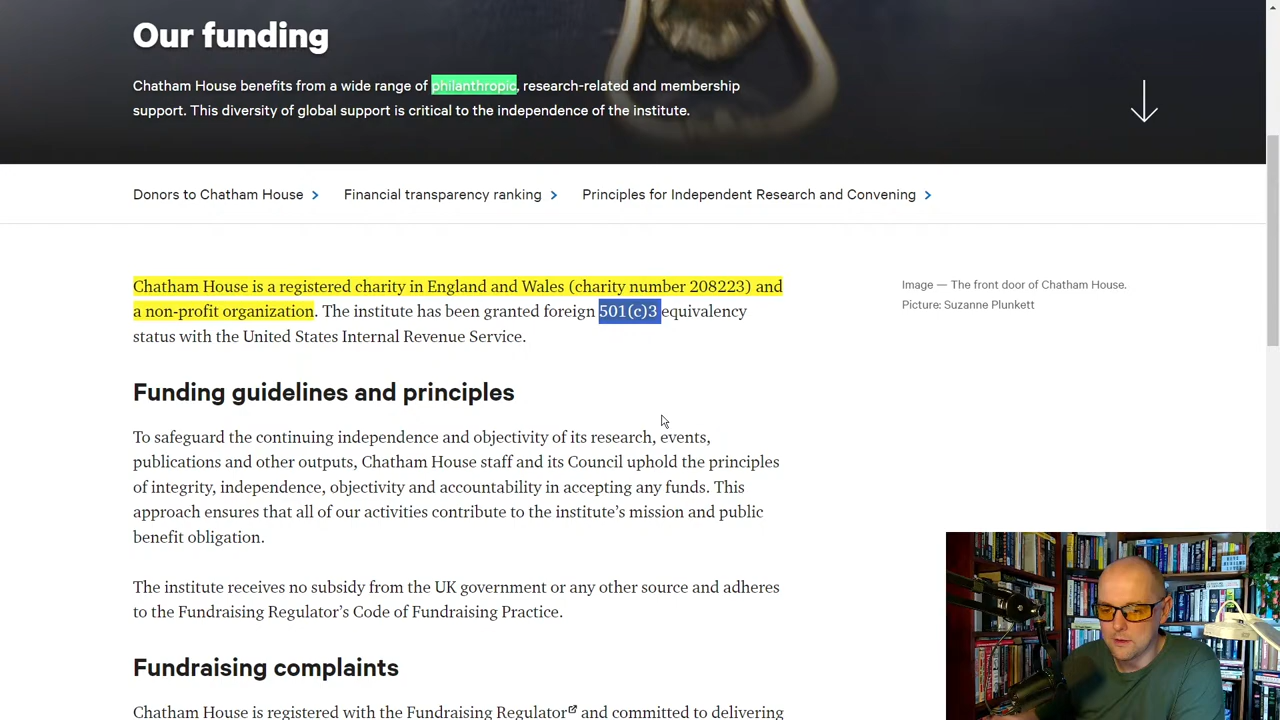 Our funding
Chatham House benefits from a wide range of philanthropic, research-related and membership
support. This diversity of global support is critical to the independence of the institute.
Donors to Chatham House
Financial transparency ranking
Principles for Independent Research and Convening
Chatham House is a registered charity in England and Wales (charity number 208223) and
a non-profit organization. The institute has been granted foreign 501(c)3 equivalency
status with the United States Internal Revenue Service.
Image — The front door of Chatham House.
Picture: Suzanne Plunkett
Funding guidelines and principles
To safeguard the continuing independence and objectivity of its research, events,
publications and other outputs, Chatham House staff and its Council uphold the principles
of integrity, independence, objectivity and accountability in accepting any funds. This
approach ensures that all of our activities contribute to the institute’s mission and public
benefit obligation.
The institute receives no subsidy from the UK government or any other source and adheres
to the Fundraising Regulator’s Code of Fundraising Practice.
Fundraising complaints
Chatham House is registered with the Fundraising Regulator and committed to delivering